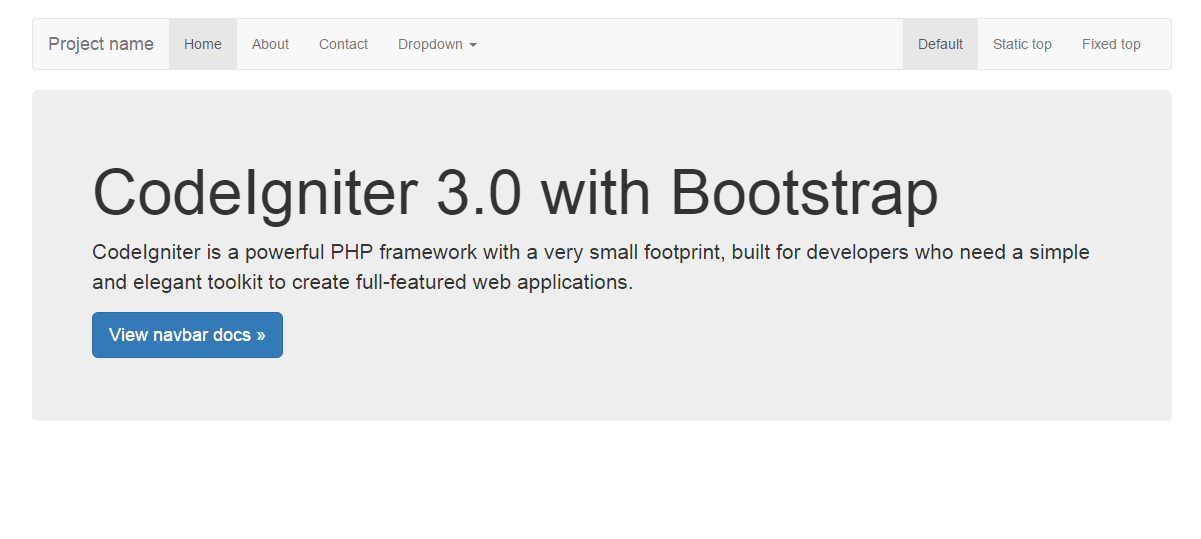 Project name Home About Contact Dropdown Default Static top Fixed top
CodeIgniter 3.0 with Bootstrap
CodeIgniter is a powerful PHP framework with a very small footprint, built for developers who need a simple
and elegant toolkit to create full-featured web applications.
View navbar docs »